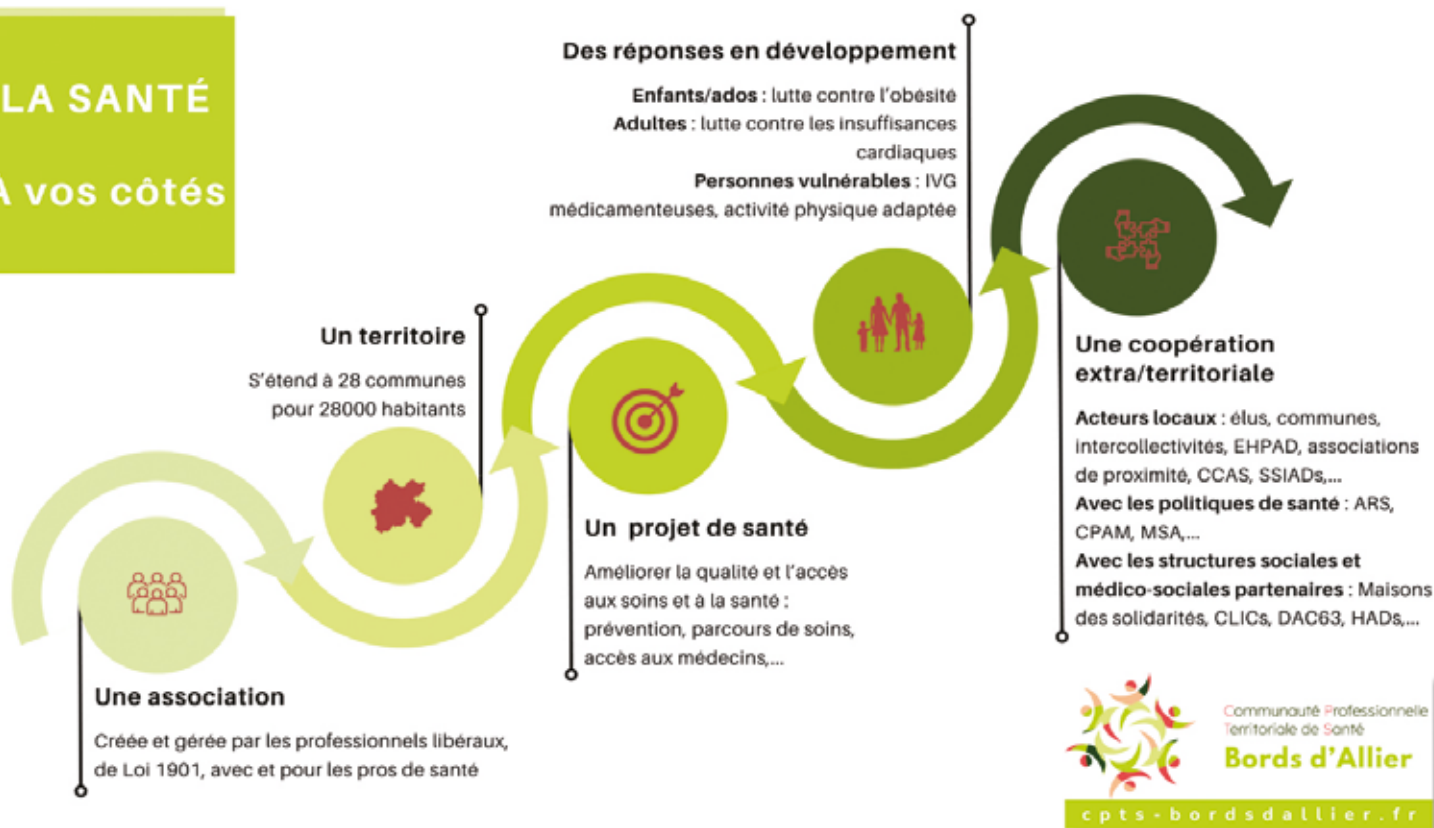 LA SANTÉ
À vos côtés
Des réponses en développement
Enfants/ados : lutte contre l'obésité
Adultes : lutte contre les insuffisances
cardiaques
Personnes vulnérables : IVG
médicamenteuses, activité physique adaptée
Un territoire
S'étend à 28 communes
pour 28000 habitants
Une association
Créée et gérée par les professionnels libéraux,
de Loi 1901, avec et pour les pros de santé
Un projet de santé
Améliorer la qualité et l'accès
aux soins et à la santé :
prévention, parcours de soins,
accès aux médecins,...
Une coopération
extra/territoriale
Acteurs locaux : élus, communes,
intercollectivités, EHPAD, associations
de proximité, CCAS, SSIADs,...
Avec les politiques de santé : ARS,
CPAM, MSA,...
Avec les structures sociales et
médico-sociales partenaires : Maisons
des solidarités, CLICs, DAC63, HADs,...
Communauté Professionnelle
Territoriale de Santé
Bords d'Allier
cpts-bordsdallier.fr